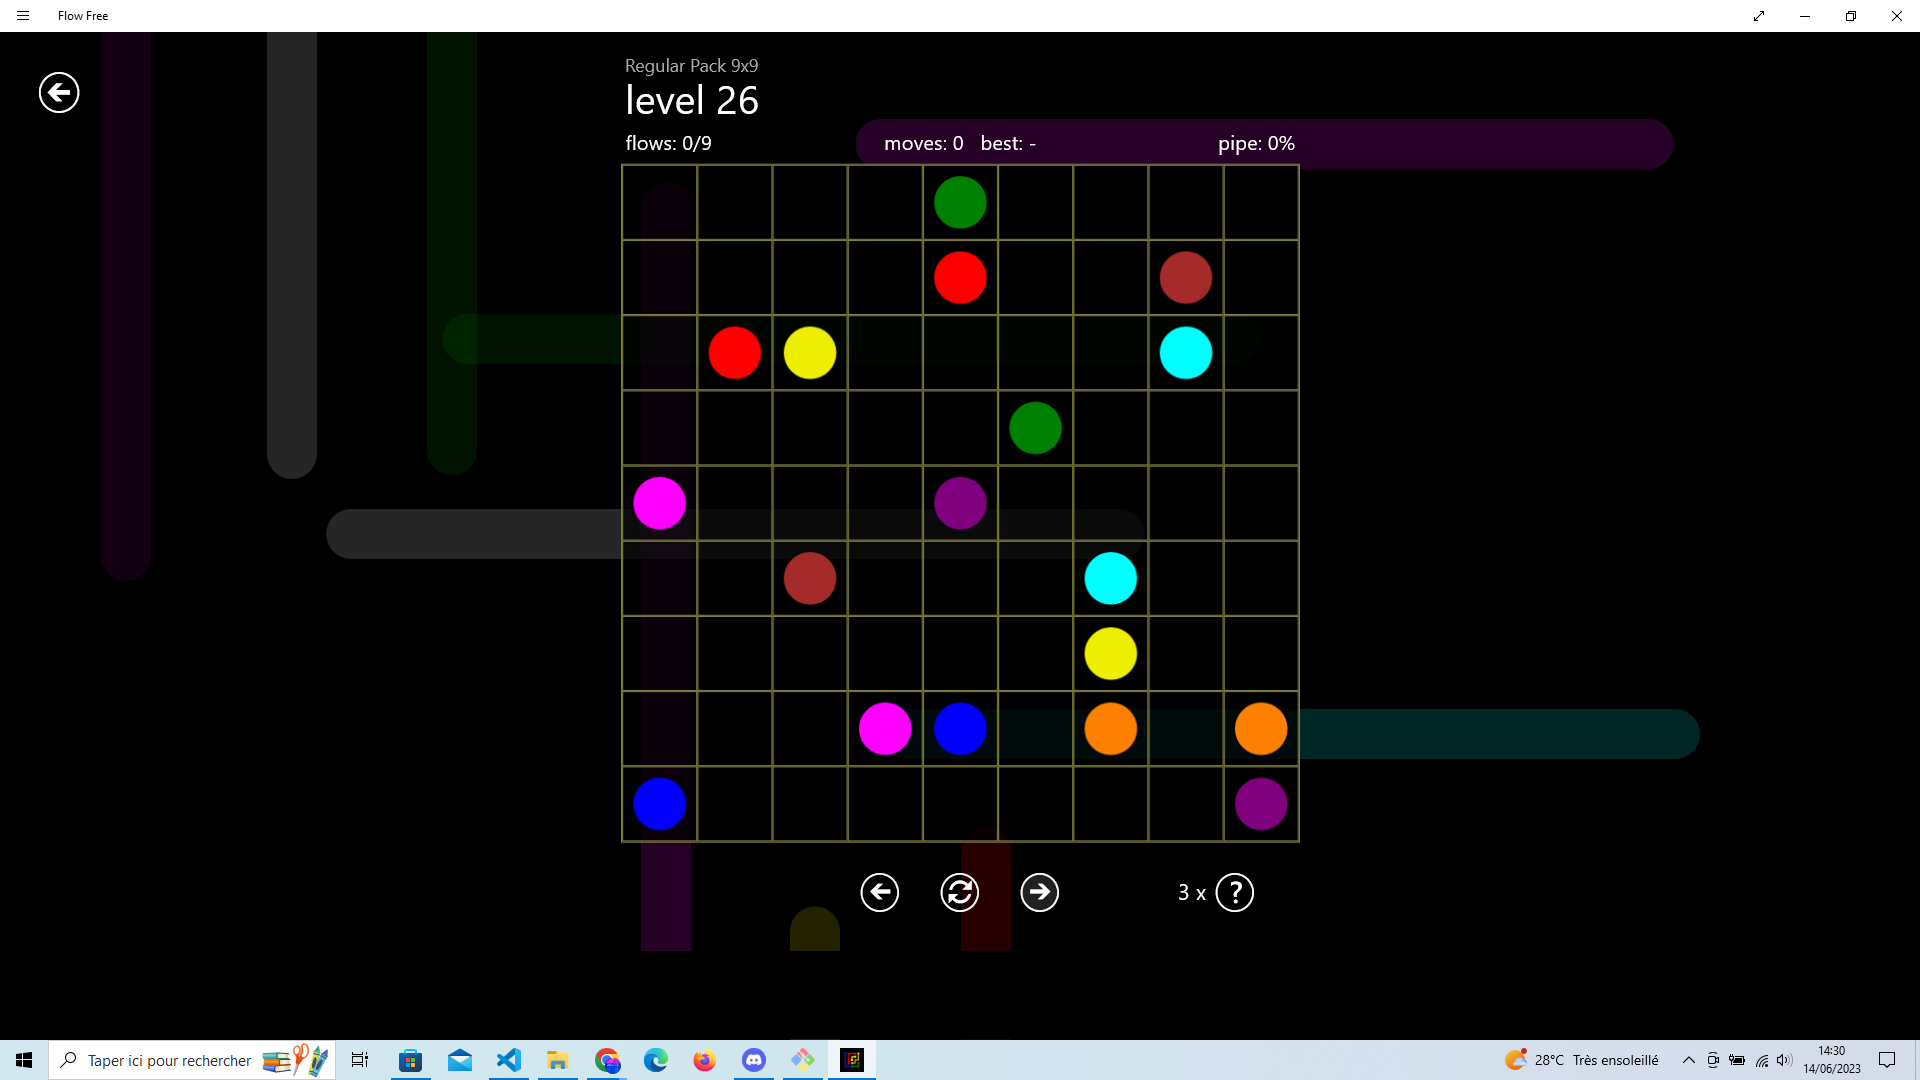 Flow Free
Regular Pack 9x9
level 26
flows: 0/9 moves: 0 best: - pipe: 0%
3 x ?
Taper ici pour rechercher
28°C Très ensoleillé
14:30
14/06/2023